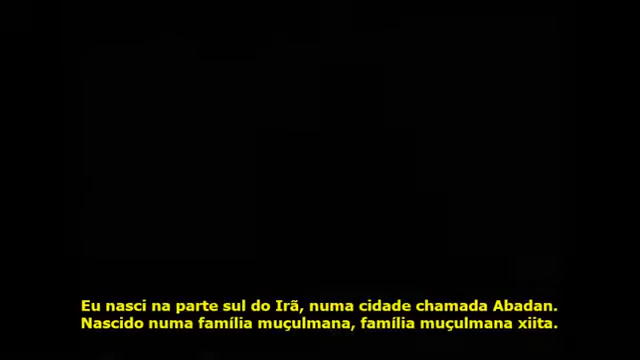 Eu nasci na parte sul do Irã, numa cidade chamada Abadan.
Nascido numa família muçulmana, família muçulmana xiita.